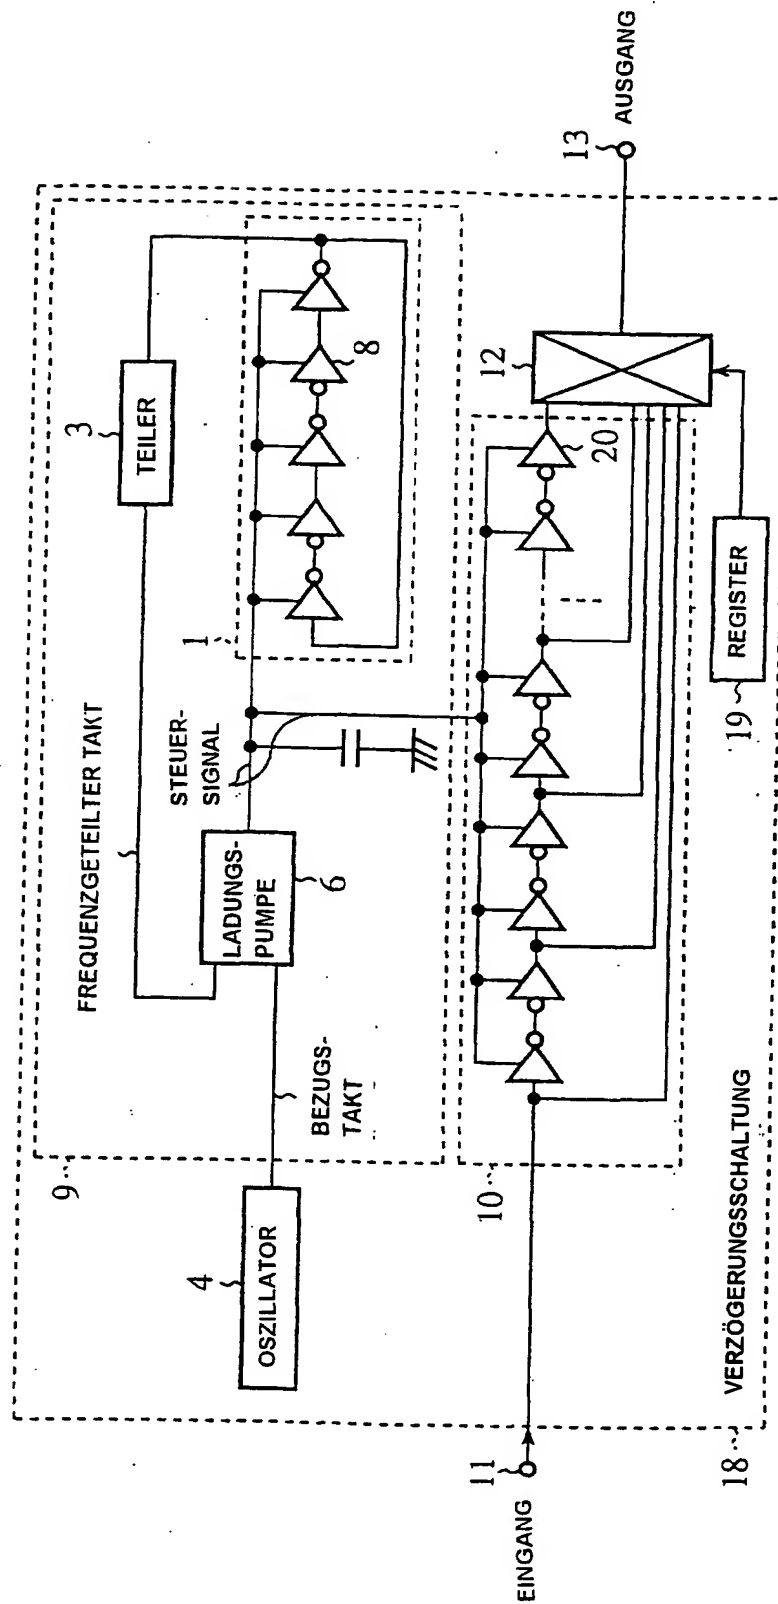 FREQUENZGETEILTER TAKT
3
TEILER
9
4
OSZILLATOR
BEZUGS-
TAKT
LADUNGS-
PUMPE
6
STEUER-
SIGNAL
1
8
EINGANG
11
10
20
12
13
AUSGANG
19
REGISTER
18
VERZÖGERUNGSSCHALTUNG